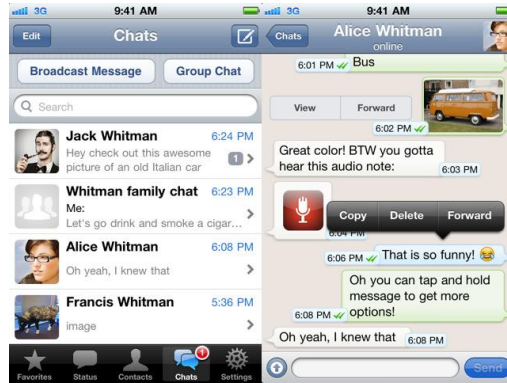 3G 9:41 AM
Edit Chats
Broadcast Message Group Chat
Search
Jack Whitman 6:24 PM
Hey check out this awesome
picture of an old Italian car 1
Whitman family chat 6:23 PM
Me:
Let's go drink and smoke a cigar...
Alice Whitman 6:08 PM
Oh yeah, I knew that
Francis Whitman 5:36 PM
image
1
Favorites Status Contacts Chats Settings
3G 9:41 AM
Chats Alice Whitman
online
6:01 PM Bus
View Forward
6:02 PM
Great color! BTW you gotta
hear this audio note: 6:03 PM
Copy Delete Forward
6:04 PM
6:06 PM That is so funny!
Oh you can tap and hold
message to get more
6:08 PM options!
Oh yeah, I knew that 6:08 PM
Send